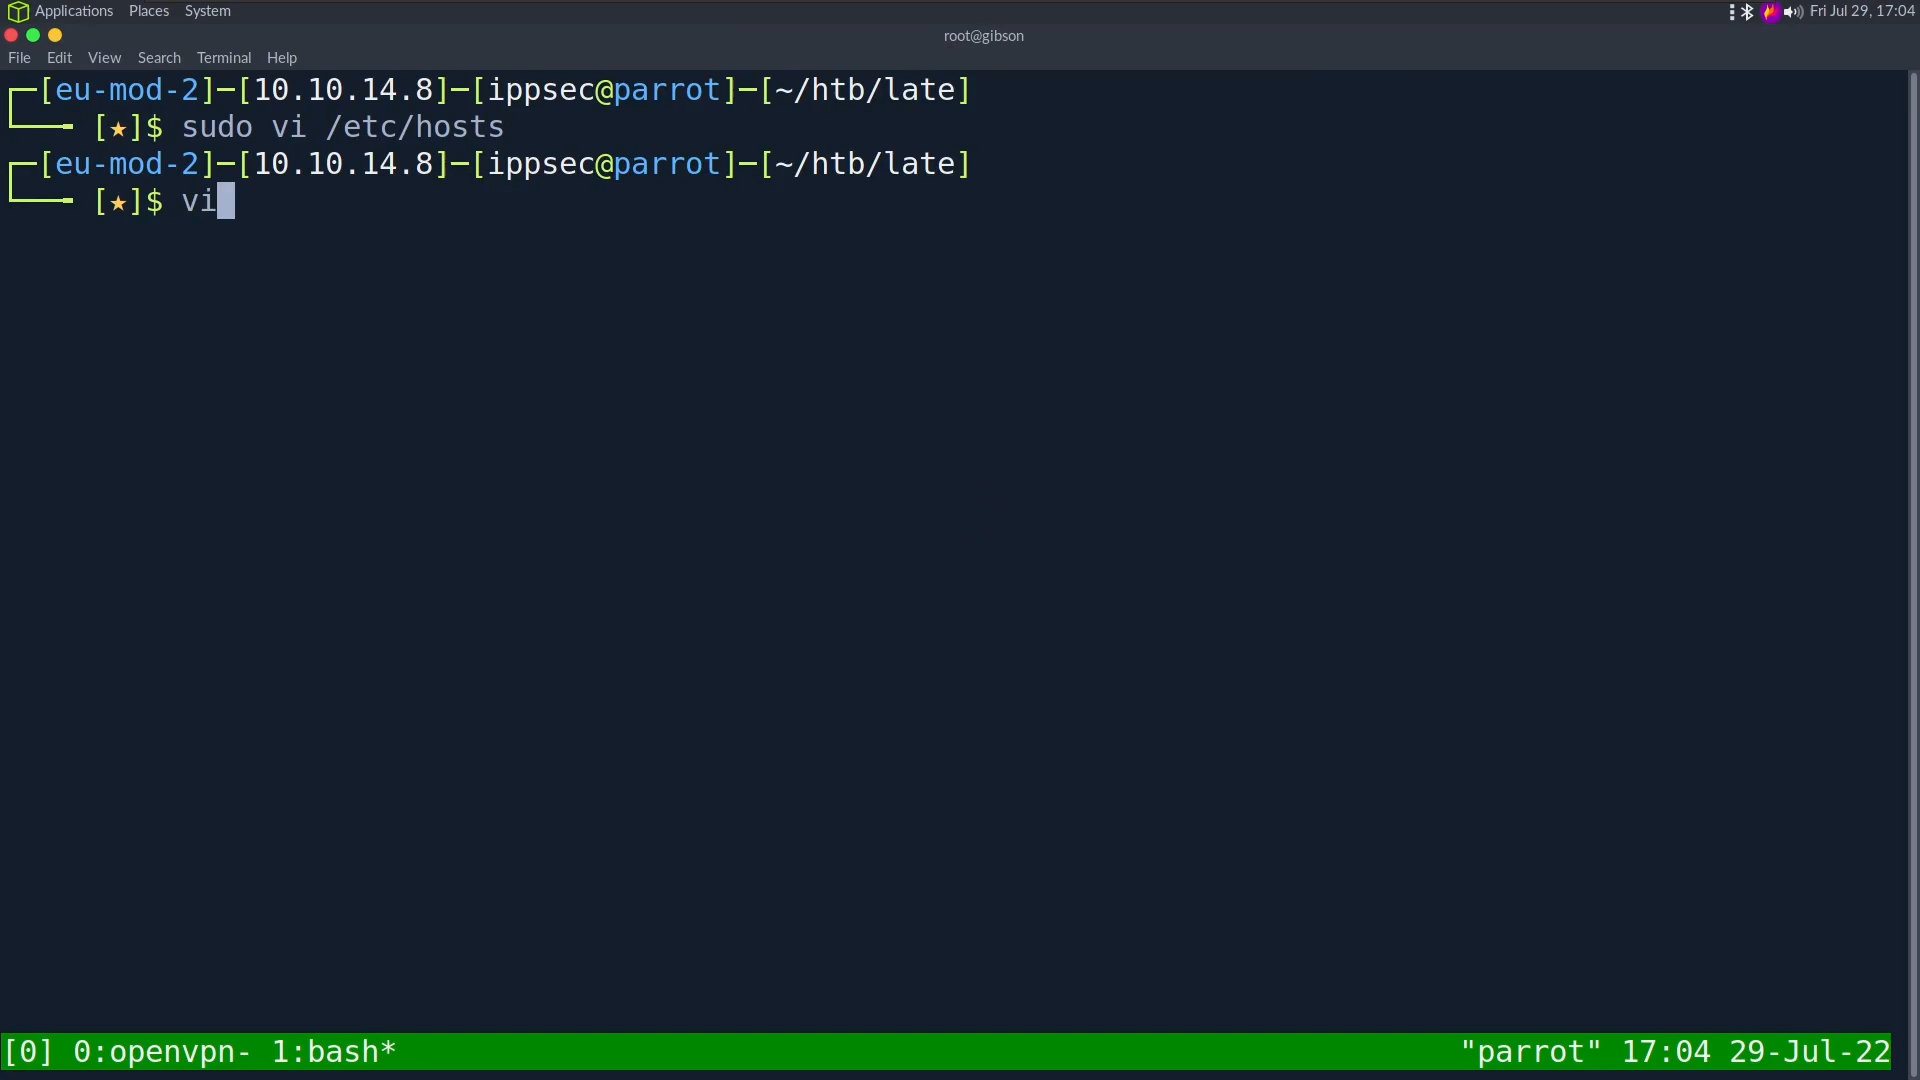 Applications Places System Fri Jul 29, 17:04
root@gibson
File Edit View Search Terminal Help
┌─[eu-mod-2]─[10.10.14.8]─[ippsec@parrot]─[~/htb/late]
└──╼ [★]$ sudo vi /etc/hosts
┌─[eu-mod-2]─[10.10.14.8]─[ippsec@parrot]─[~/htb/late]
└──╼ [★]$ vi
[0] 0:openvpn- 1:bash* "parrot" 17:04 29-Jul-22